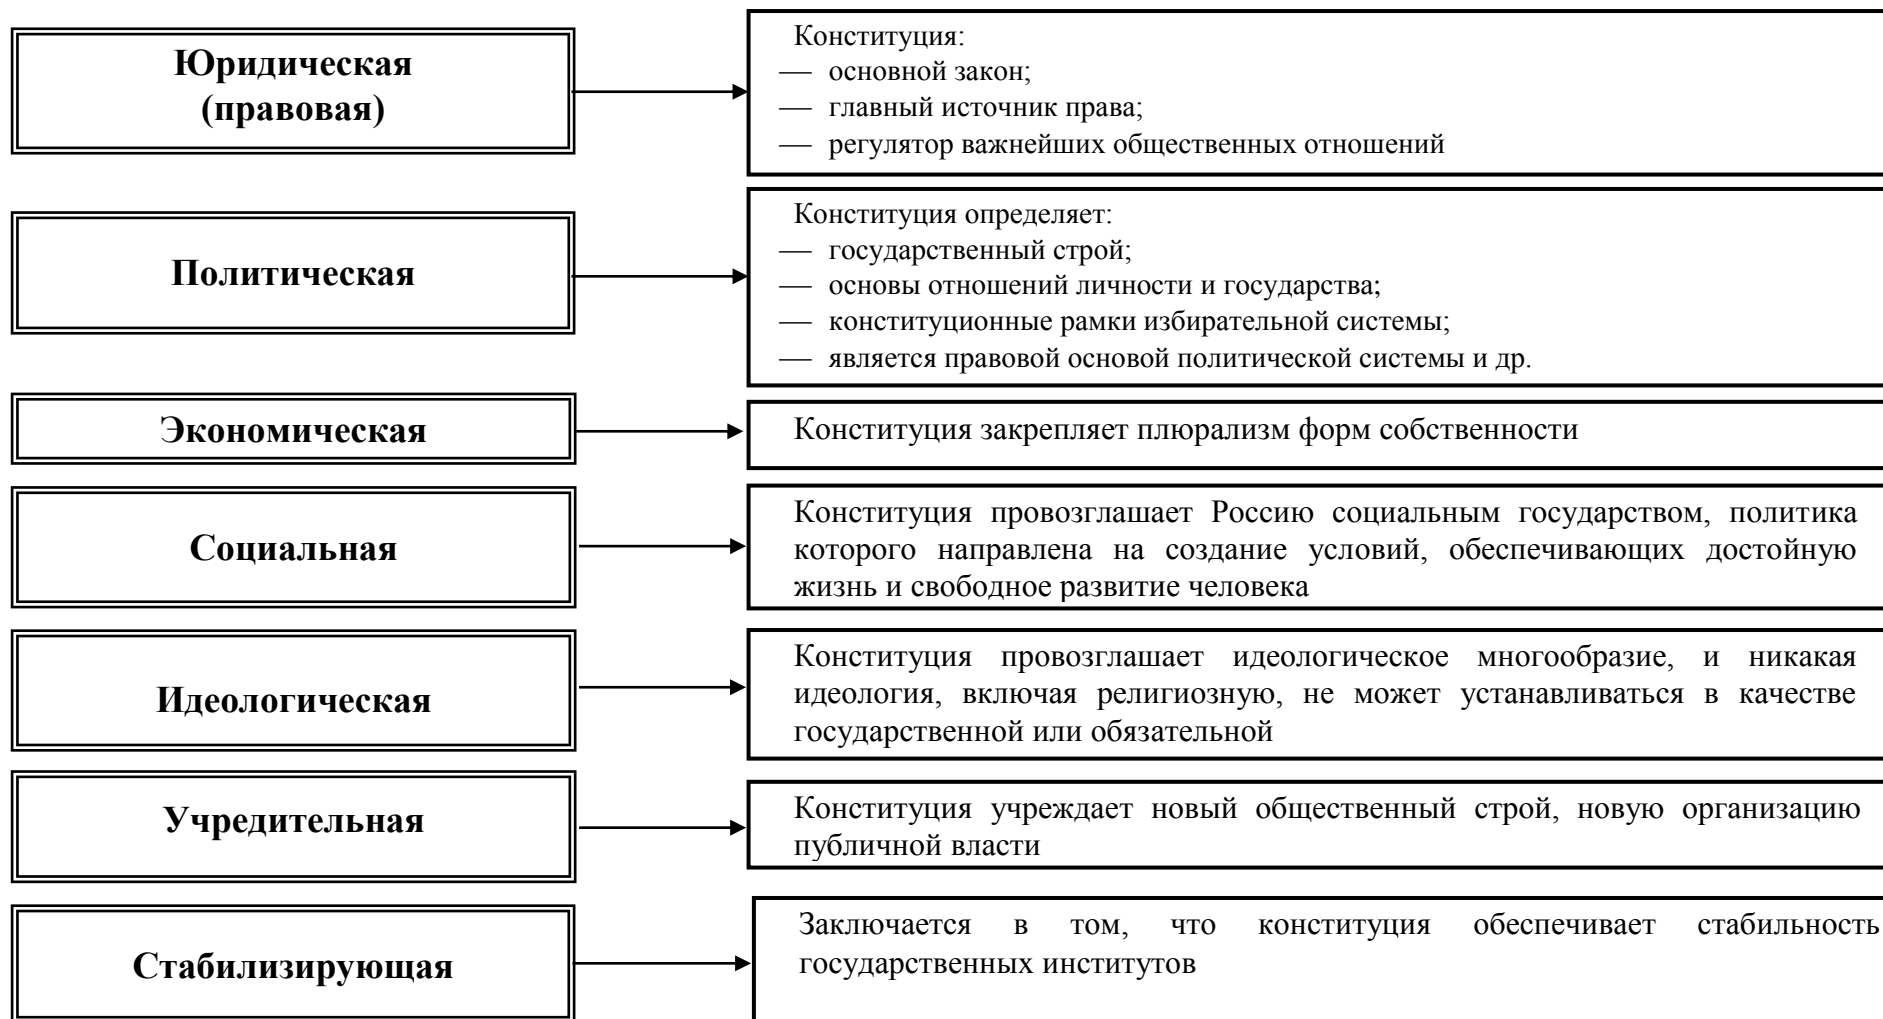 Юридическая
(правовая)
Конституция:
— основной закон;
— главный источник права;
— регулятор важнейших общественных отношений
Политическая
Конституция определяет:
— государственный строй;
— основы отношений личности и государства;
— конституционные рамки избирательной системы;
— является правовой основой политической системы и др.
Экономическая
Конституция закрепляет плюрализм форм собственности
Социальная
Конституция провозглашает Россию социальным государством, политика
которого направлена на создание условий, обеспечивающих достойную
жизнь и свободное развитие человека
Идеологическая
Конституция провозглашает идеологическое многообразие, и никакая
идеология, включая религиозную, не может устанавливаться в качестве
государственной или обязательной
Учредительная
Конституция учреждает новый общественный строй, новую организацию
публичной власти
Стабилизирующая
Заключается в том, что конституция обеспечивает стабильность
государственных институтов